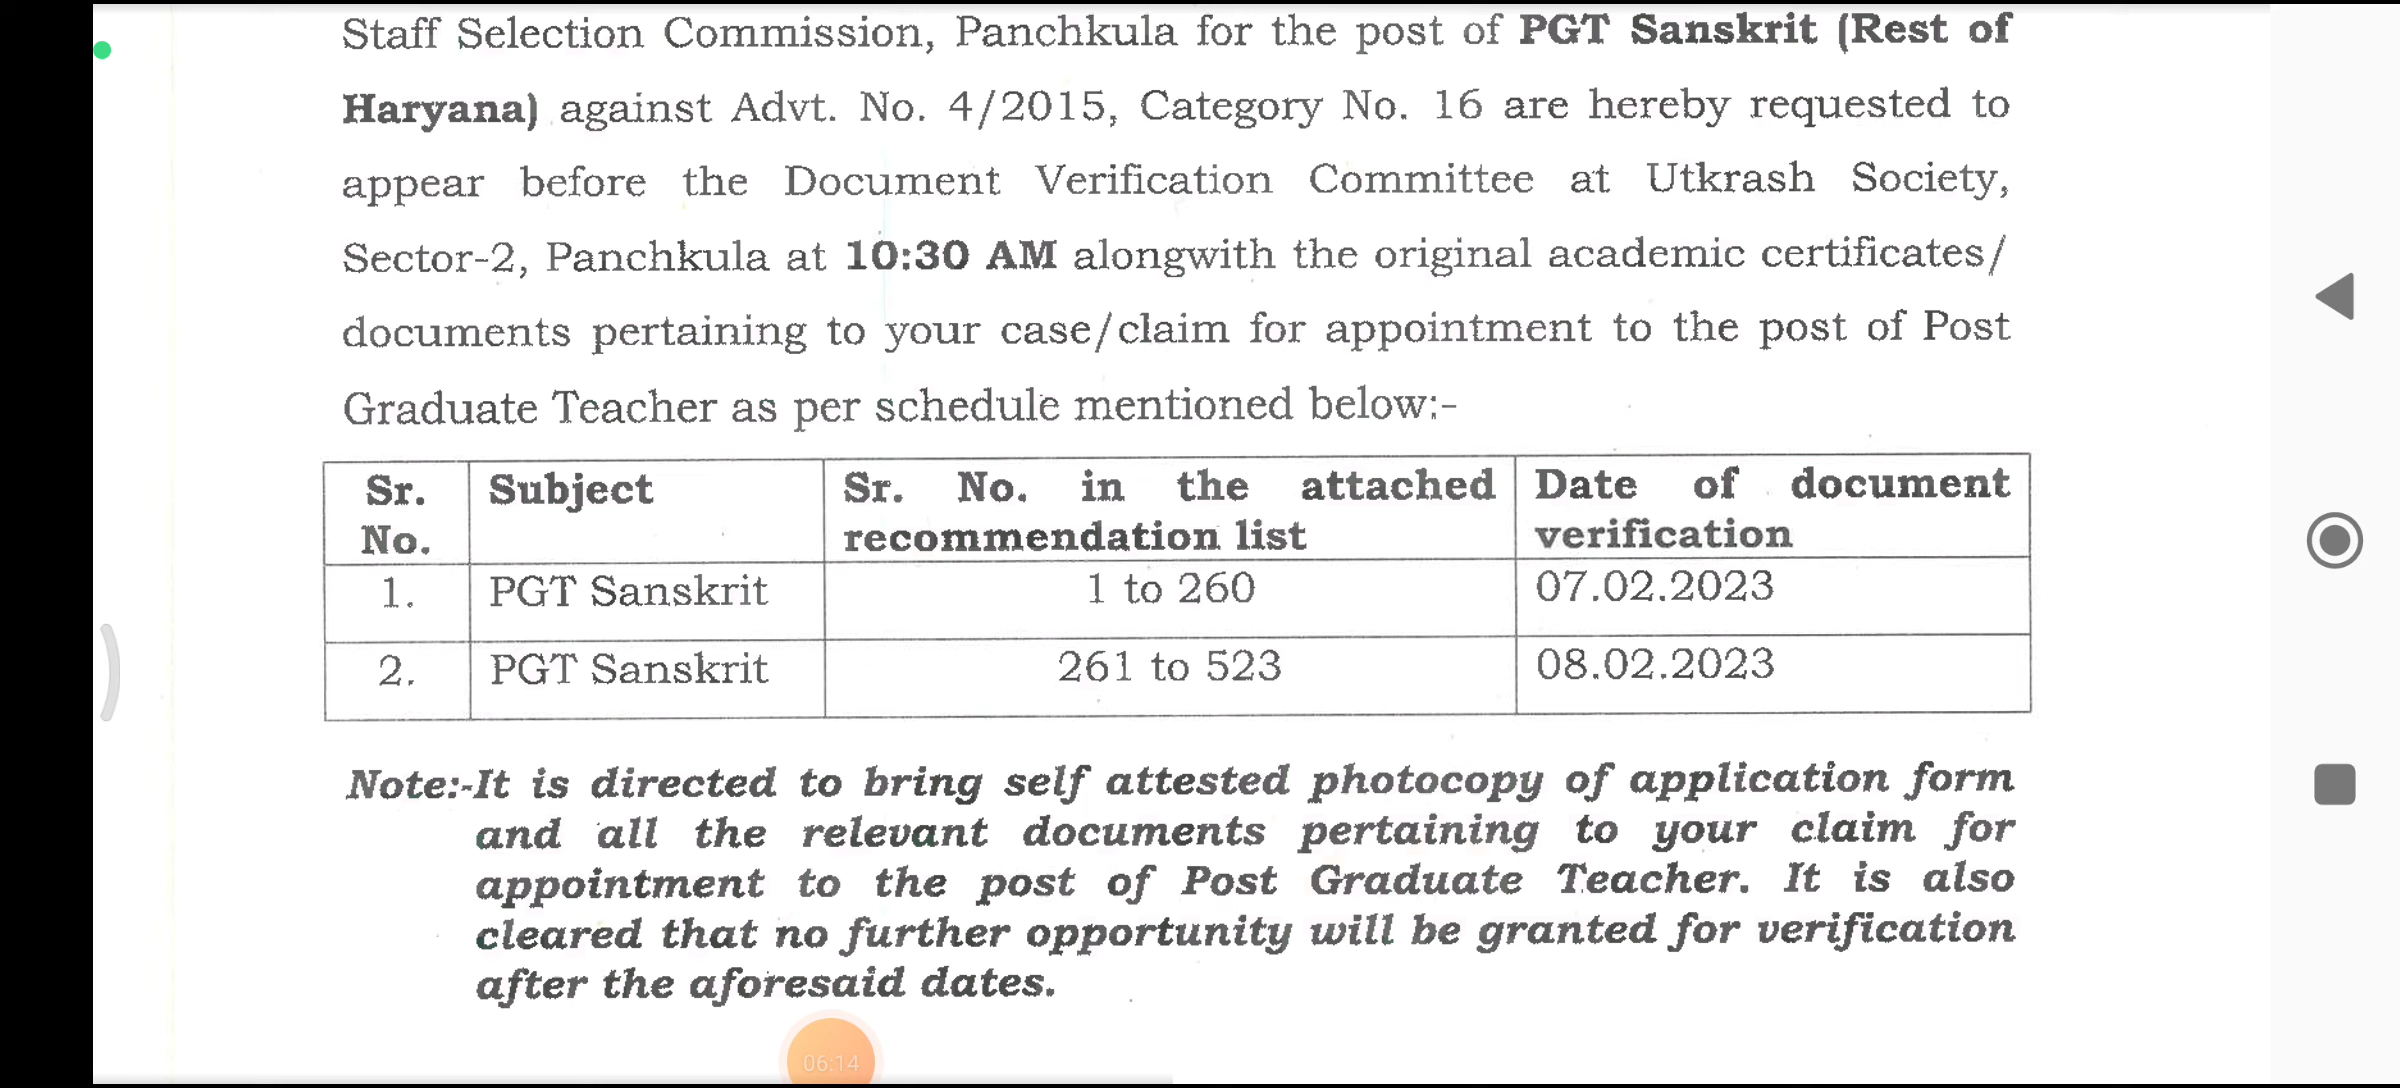 Staff Selection Commission, Panchkula for the post of PGT Sanskrit (Rest of
Haryana) against Advt. No. 4/2015, Category No. 16 are hereby requested to
appear before the Document Verification Committee at Utkrash Society,
Sector-2, Panchkula at 10:30 AM alongwith the original academic certificates/
documents pertaining to your case/claim for appointment to the post of Post
Graduate Teacher as per schedule mentioned below:-
Sr. No. Subject Sr. No. in the attached recommendation list Date of document verification
1. PGT Sanskrit 1 to 260 07.02.2023
2. PGT Sanskrit 261 to 523 08.02.2023
Note:-It is directed to bring self attested photocopy of application form
and all the relevant documents pertaining to your claim for
appointment to the post of Post Graduate Teacher. It is also
cleared that no further opportunity will be granted for verification
after the aforesaid dates.
06:14